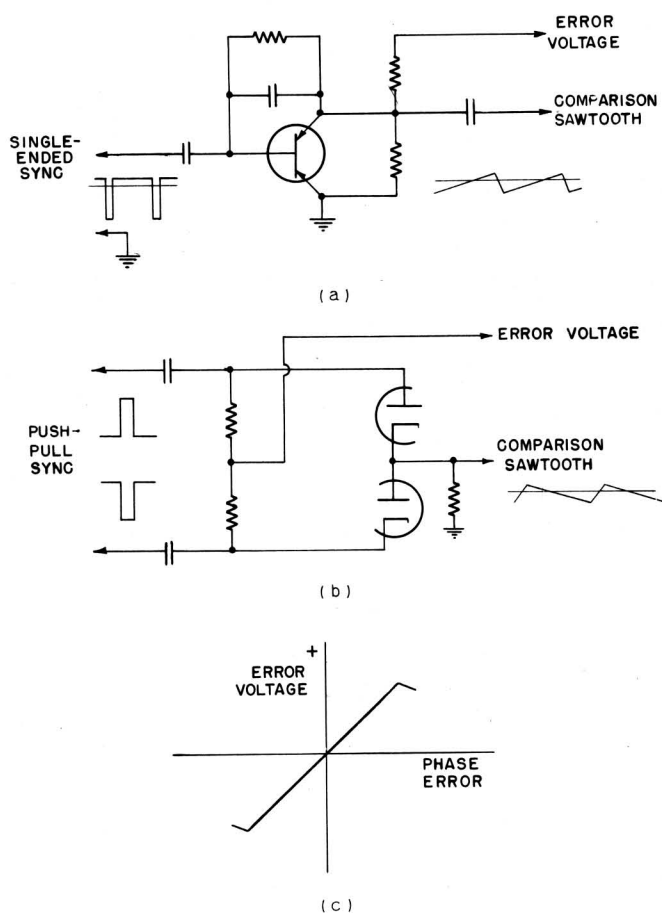 ERROR
VOLTAGE
COMPARISON
SAWTOOTH
SINGLE-
ENDED
SYNC
(a)
ERROR VOLTAGE
PUSH-
PULL
SYNC
COMPARISON
SAWTOOTH
(b)
+
ERROR
VOLTAGE
PHASE
ERROR
(c)